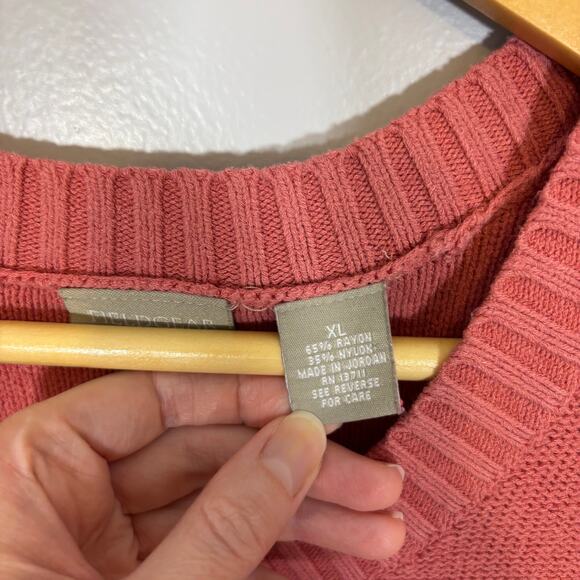 FIELDGEAR
XL
65% RAYON
35% NYLON
MADE IN JORDAN
RN 13711
SEE REVERSE
FOR CARE